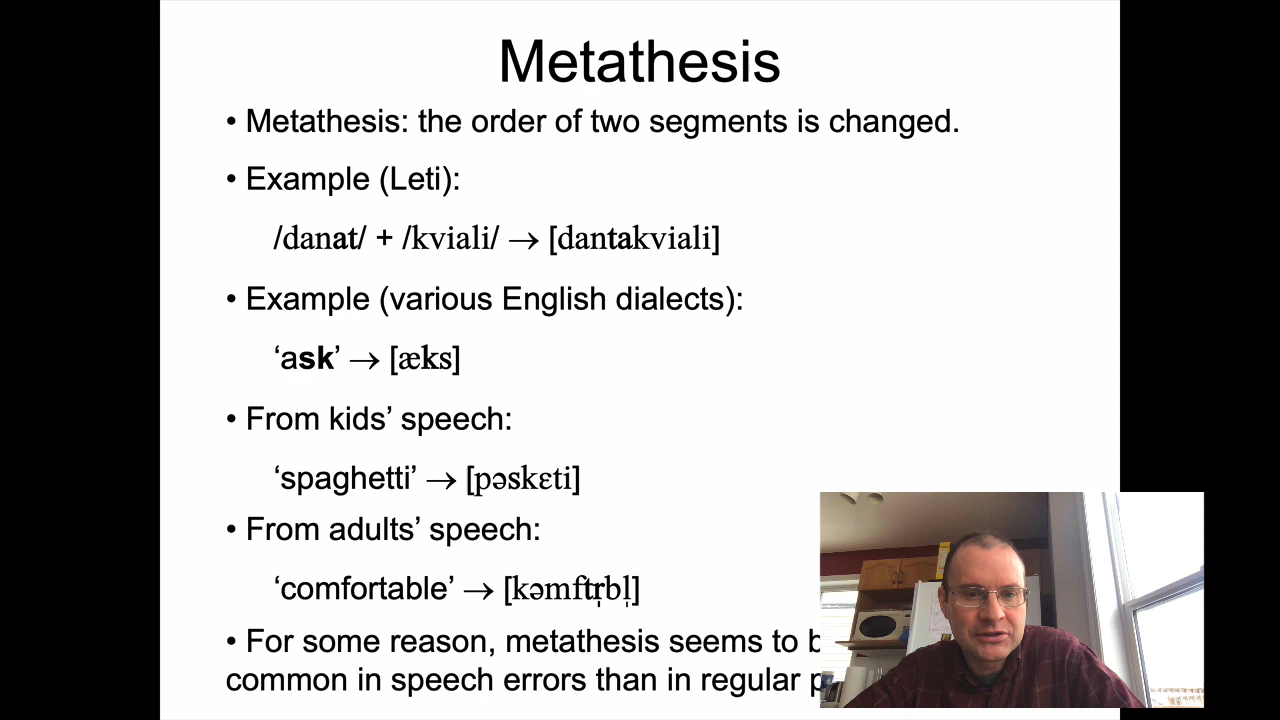 Metathesis
• Metathesis: the order of two segments is changed.
• Example (Leti):
/danat/ + /kviali/ → [dantakviali]
• Example (various English dialects):
‘ask’ → [æks]
• From kids’ speech:
‘spaghetti’ → [pəskɛti]
• From adults’ speech:
‘comfortable’ → [kəmftr̩bl̩]
• For some reason, metathesis seems to
common in speech errors than in regular